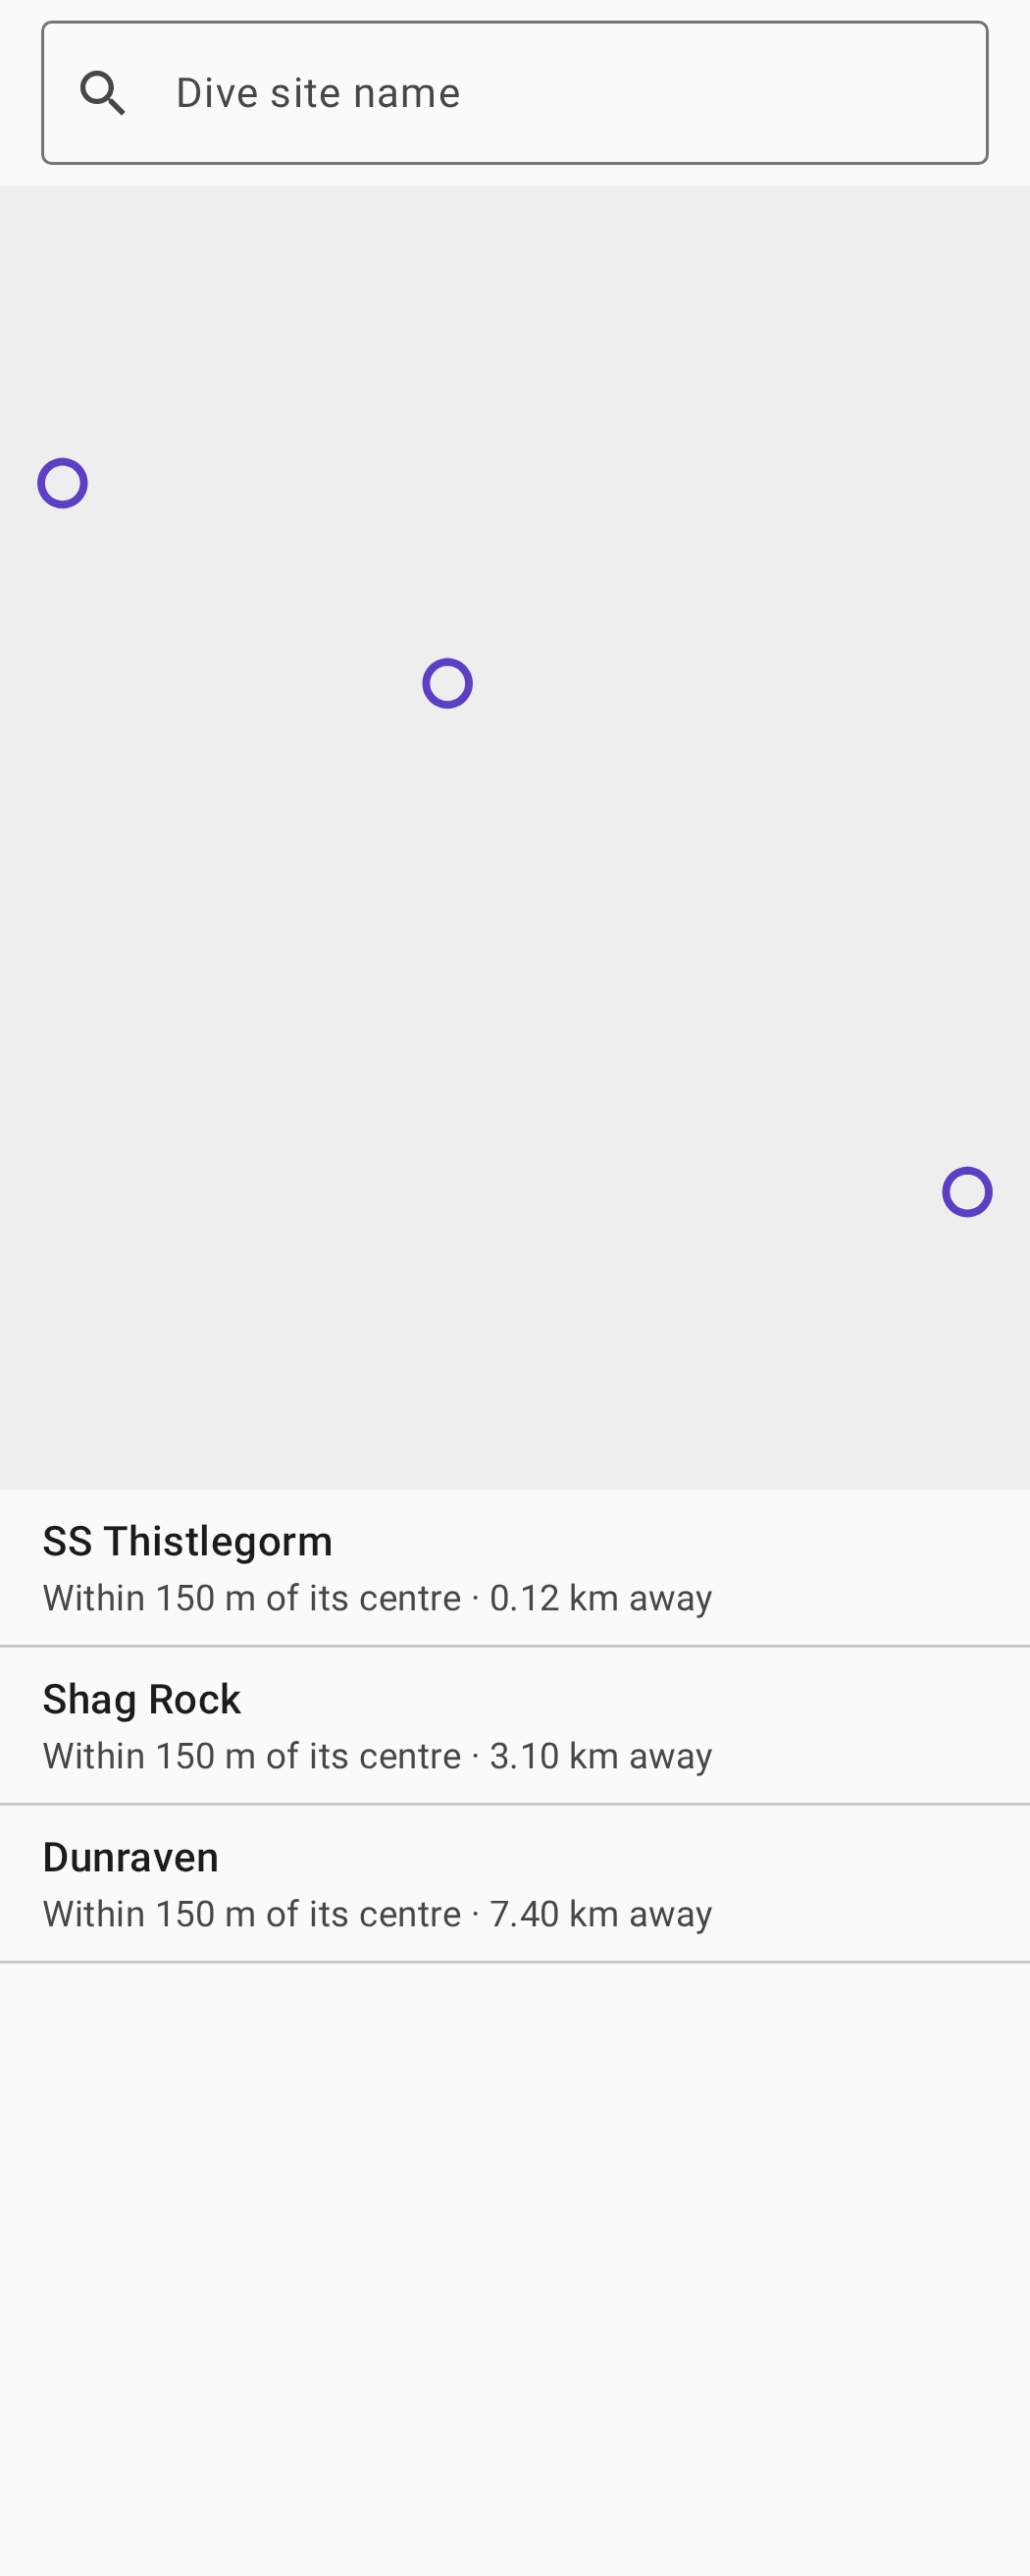 Dive site name
SS Thistlegorm
Within 150 m of its centre · 0.12 km away
Shag Rock
Within 150 m of its centre · 3.10 km away
Dunraven
Within 150 m of its centre · 7.40 km away